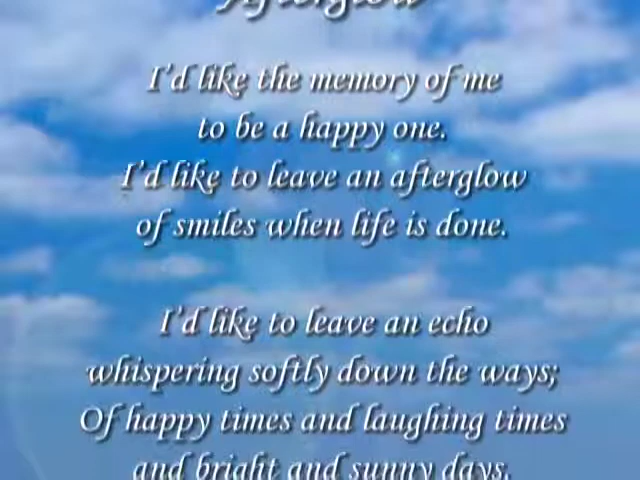 Afterglow
I'd like the memory of me
to be a happy one.
I'd like to leave an afterglow
of smiles when life is done.
I'd like to leave an echo
whispering softly down the ways;
Of happy times and laughing times
and bright and sunny days.